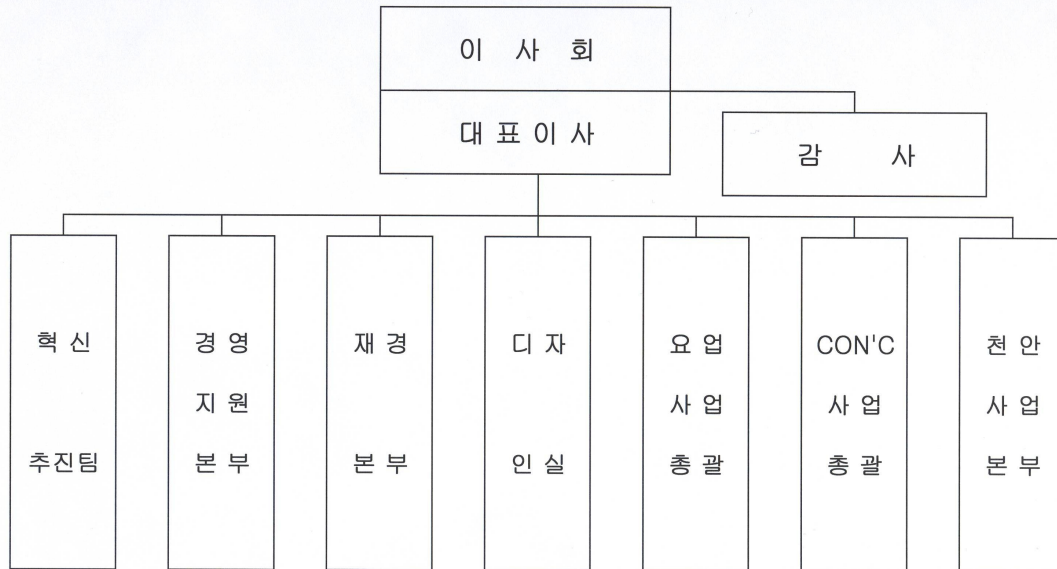 이 사 회
대 표 이 사
감 사
혁 신
추진팀
경 영
지 원
본 부
재 경
본 부
디 자
인 실
요 업
사 업
총 괄
CON'C
사 업
총 괄
천 안
사 업
본 부